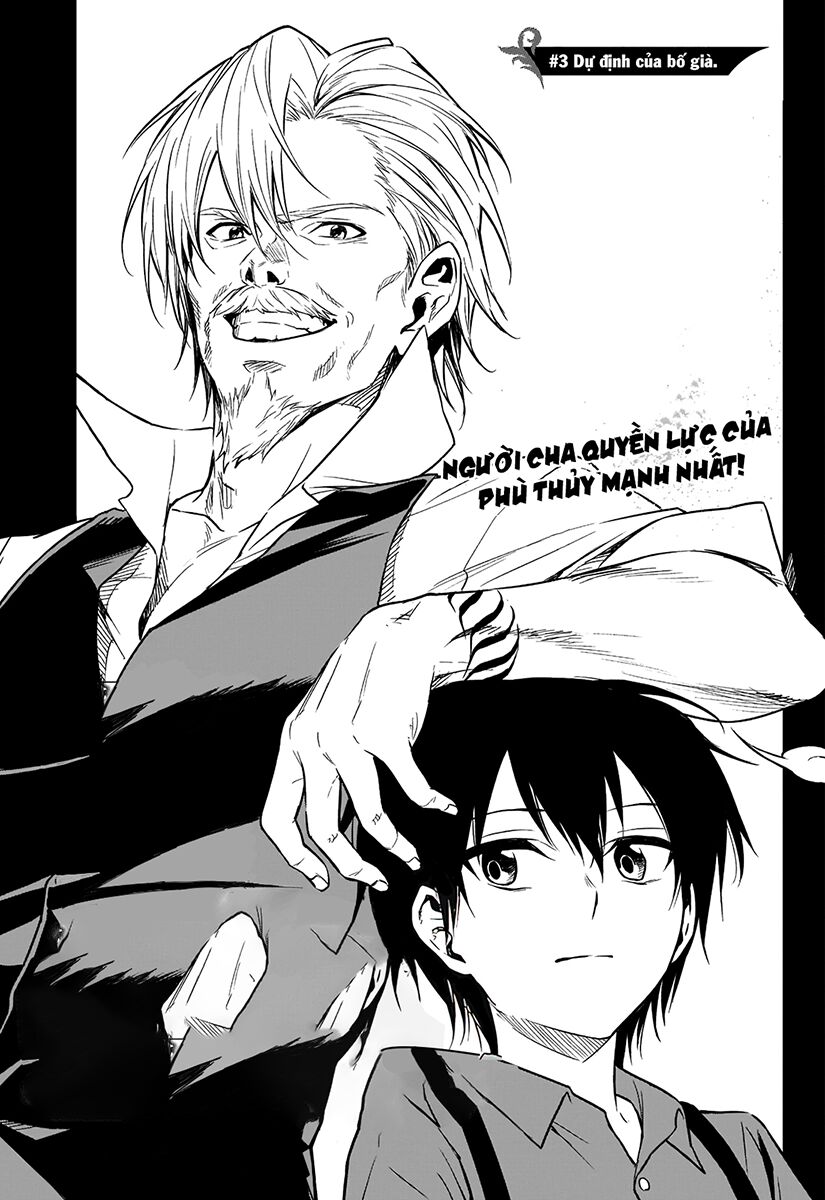 #3 Dự định của bố già.
NGƯỜI CHA QUYỀN LỰC CỦA
PHÙ THỦY MẠNH NHẤT!